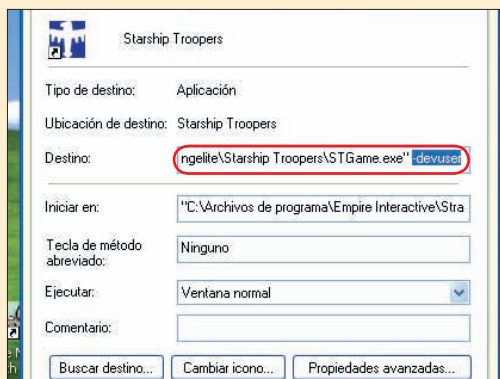 Starship Troopers
Tipo de destino: Aplicación
Ubicación de destino: Starship Troopers
Destino: ngelite\Starship Troopers\STGame.exe" -devuser
Iniciar en: "C:\Archivos de programa\Empire Interactive\Stra
Tecla de método abreviado: Ninguno
Ejecutar: Ventana normal
Comentario:
Buscar destino... Cambiar icono... Propiedades avanzadas...